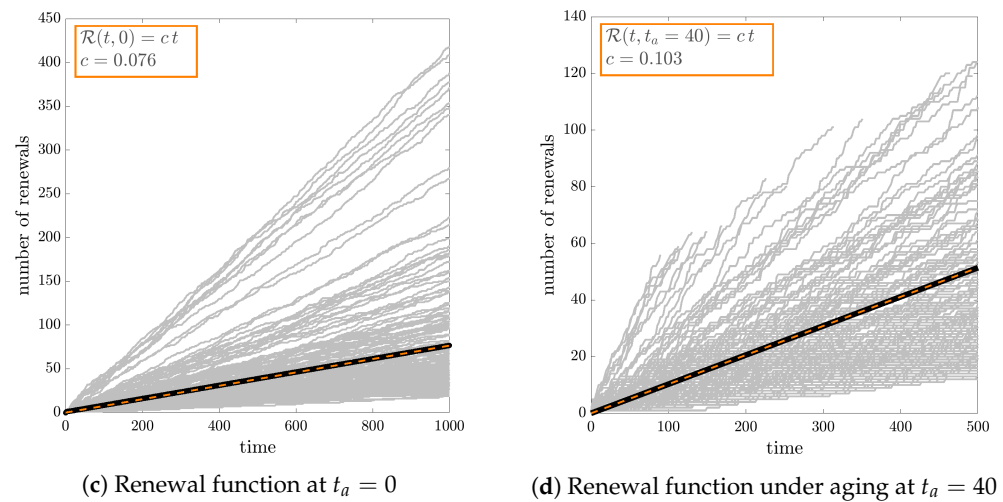 450
400
350
300
250
200
150
100
50
0
number of renewals
R(t, 0) = c t
c = 0.076
0 200 400 600 800 1000
time
(c) Renewal function at t_a = 0
140
120
100
80
60
40
20
0
number of renewals
R(t, t_a = 40) = c t
c = 0.103
0 100 200 300 400 500
time
(d) Renewal function under aging at t_a = 40